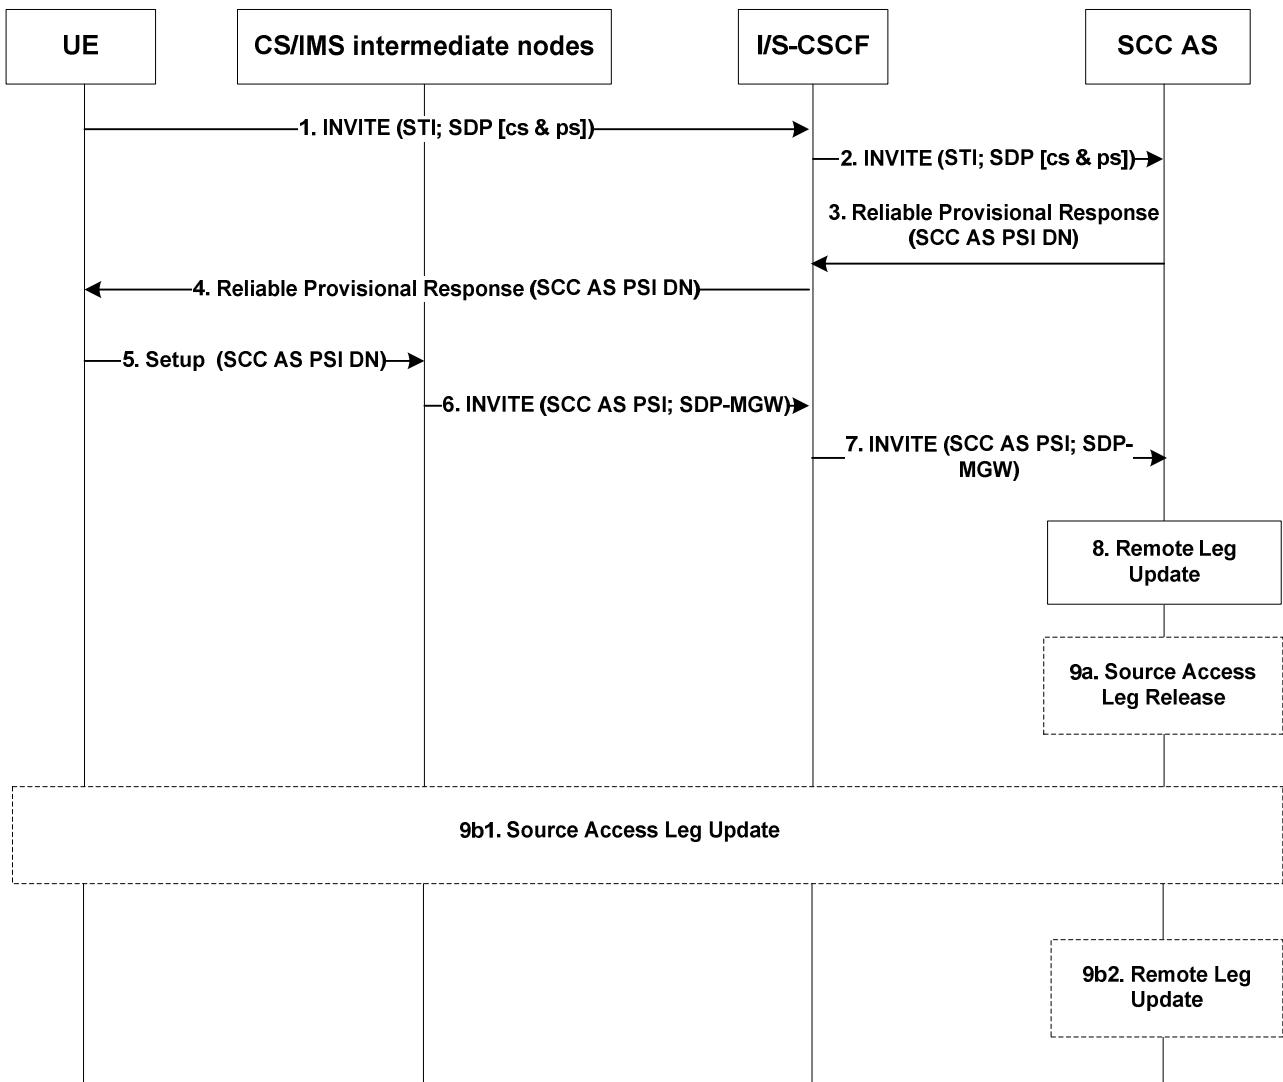 UE
CS/IMS intermediate nodes
I/S-CSCF
SCC AS
1. INVITE (STI; SDP [cs & ps])
2. INVITE (STI; SDP [cs & ps])
3. Reliable Provisional Response
(SCC AS PSI DN)
4. Reliable Provisional Response (SCC AS PSI DN)
5. Setup (SCC AS PSI DN)
6. INVITE (SCC AS PSI; SDP-MGW)
7. INVITE (SCC AS PSI; SDP-
MGW)
8. Remote Leg
Update
9a. Source Access
Leg Release
9b1. Source Access Leg Update
9b2. Remote Leg
Update